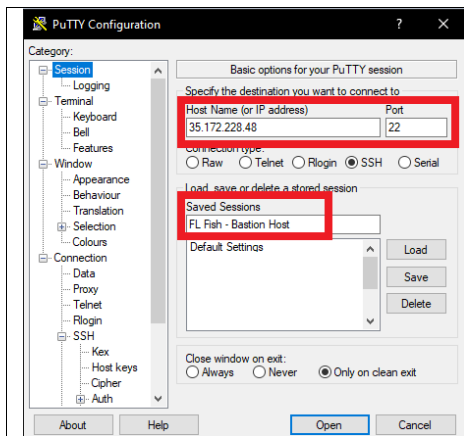 PuTTY Configuration ? ×
Category:
Session
Logging
Terminal
Keyboard
Bell
Features
Window
Appearance
Behaviour
Translation
Selection
Colours
Connection
Data
Proxy
Telnet
Rlogin
SSH
Kex
Host keys
Cipher
Auth
Basic options for your PuTTY session
Specify the destination you want to connect to
Host Name (or IP address) Port
35.172.228.48 22
Connection type:
Raw Telnet Rlogin SSH Serial
Load, save or delete a stored session
Saved Sessions
FL Fish - Bastion Host
Default Settings
Load
Save
Delete
Close window on exit:
Always Never Only on clean exit
About Help Open Cancel